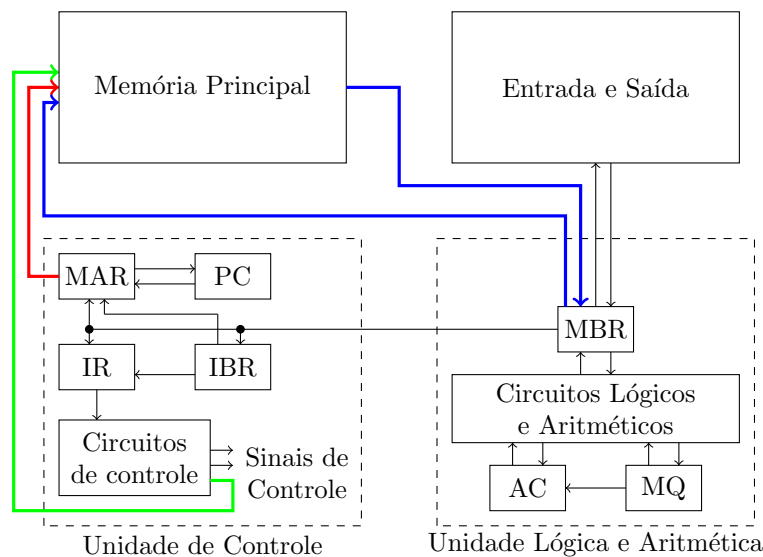 Memória Principal
Entrada e Saída
MAR
PC
IR
IBR
Circuitos
de controle
Sinais de
Controle
Unidade de Controle
MBR
Circuitos Lógicos
e Aritméticos
AC
MQ
Unidade Lógica e Aritmética